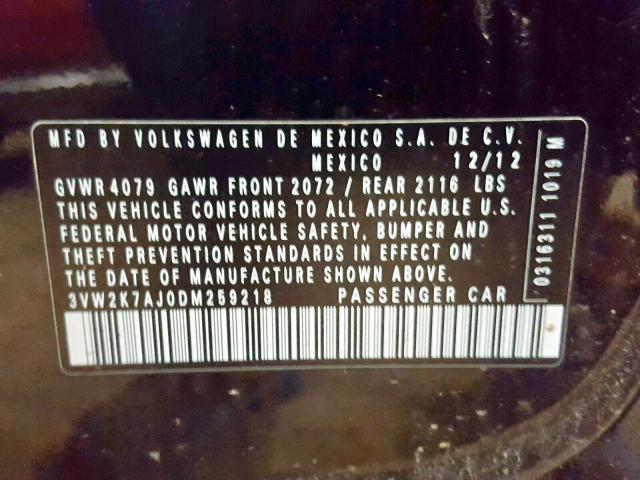 MFD BY VOLKSWAGEN DE MEXICO S.A. DE C.V.
MEXICO 12/12
GVWR 4079 GAWR FRONT 2072 / REAR 2116 LBS
THIS VEHICLE CONFORMS TO ALL APPLICABLE U.S.
FEDERAL MOTOR VEHICLE SAFETY, BUMPER AND
THEFT PREVENTION STANDARDS IN EFFECT ON
THE DATE OF MANUFACTURE SHOWN ABOVE.
3VW2K7AJ0DM259218 PASSENGER CAR
0316311 1019 M